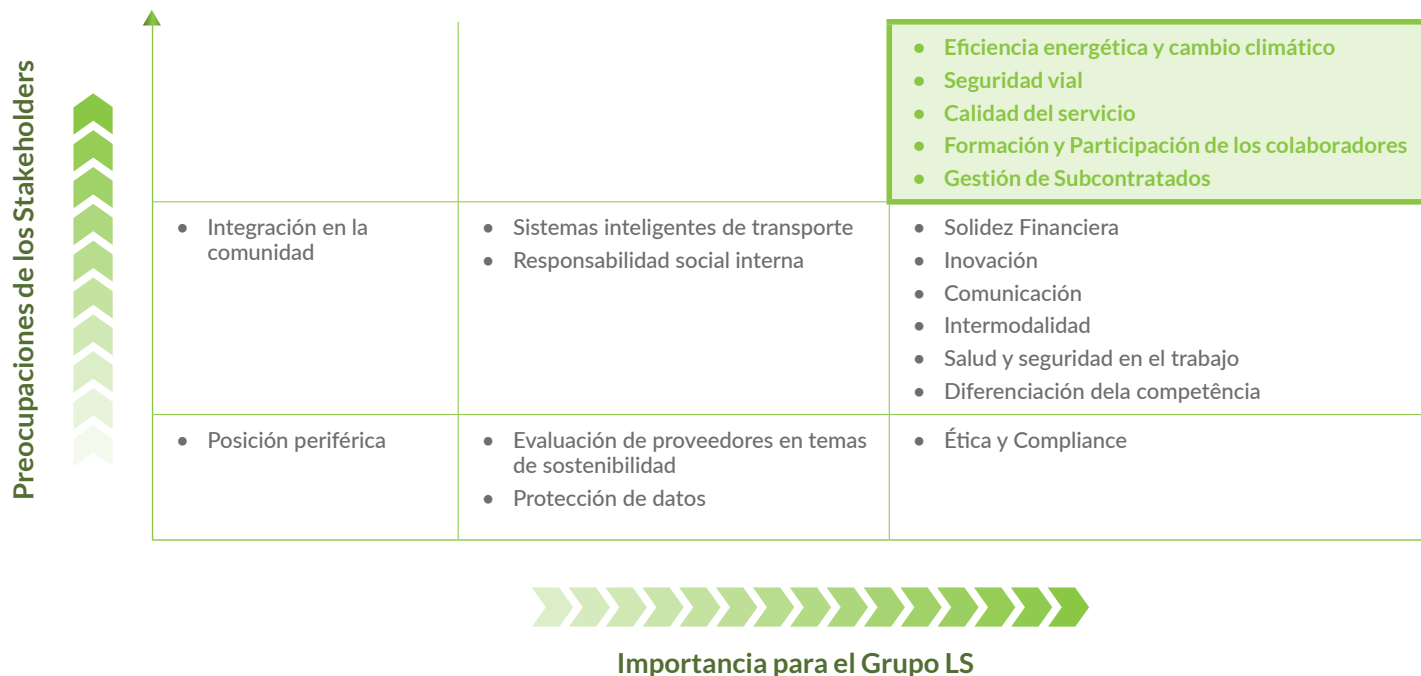 Preocupaciones de los Stakeholders
• Eficiencia energética y cambio climático
• Seguridad vial
• Calidad del servicio
• Formación y Participación de los colaboradores
• Gestión de Subcontratados
• Integración en la
comunidad
• Sistemas inteligentes de transporte
• Responsabilidad social interna
• Solidez Financiera
• Inovación
• Comunicación
• Intermodalidad
• Salud y seguridad en el trabajo
• Diferenciación dela competência
• Posición periférica
• Evaluación de proveedores en temas
de sostenibilidad
• Protección de datos
• Ética y Compliance
Importancia para el Grupo LS